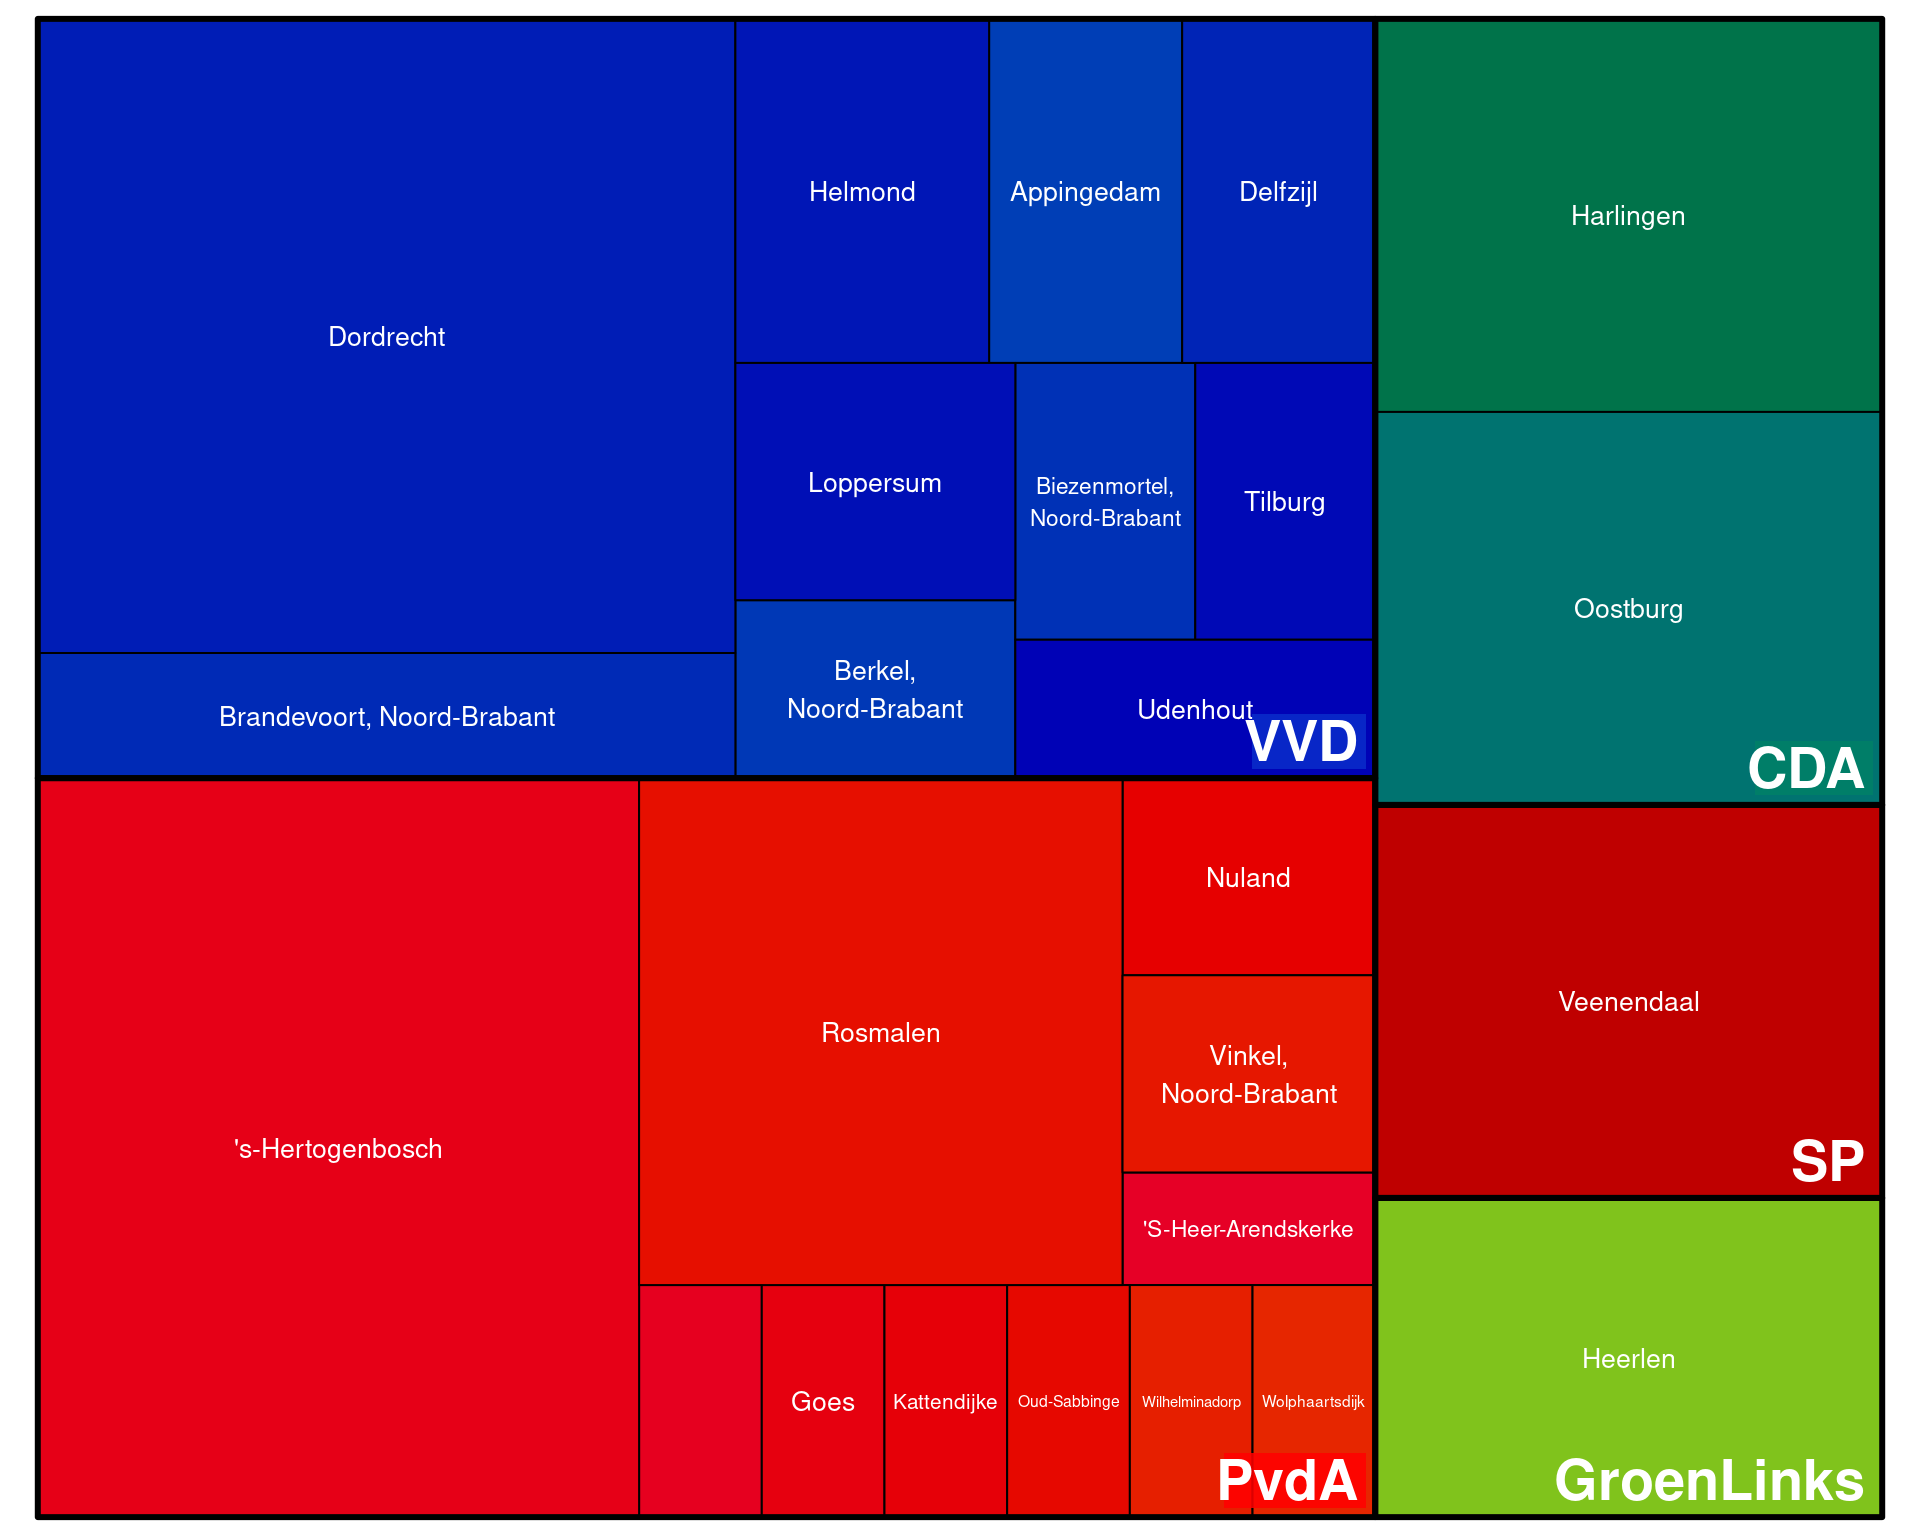 Dordrecht
Brandevoort, Noord-Brabant
Helmond
Appingedam
Delfzijl
Loppersum
Biezenmortel,
Noord-Brabant
Tilburg
Berkel,
Noord-Brabant
Udenhout
VVD
's-Hertogenbosch
Rosmalen
Nuland
Vinkel,
Noord-Brabant
'S-Heer-Arendskerke
Goes
Kattendijke
Oud-Sabbinge
Wilhelminadorp
Wolphaartsdijk
PvdA
Harlingen
Oostburg
CDA
Veenendaal
SP
Heerlen
GroenLinks